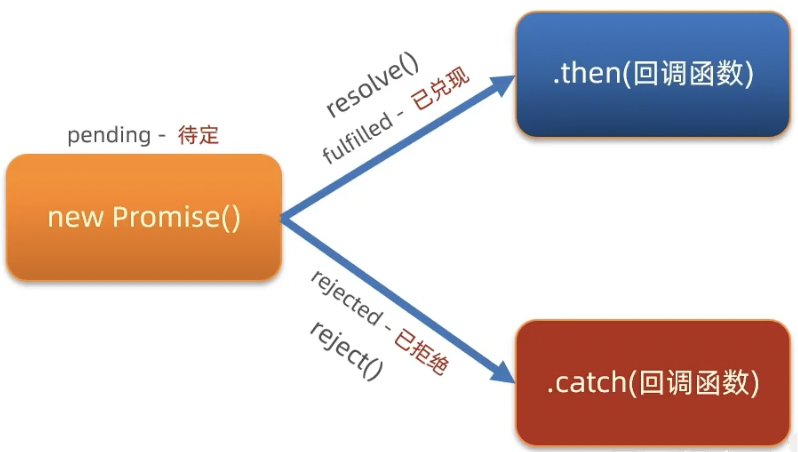 pending - 待定
new Promise()
resolve()
fulfilled - 已兑现
.then(回调函数)
rejected - 已拒绝
reject()
.catch(回调函数)